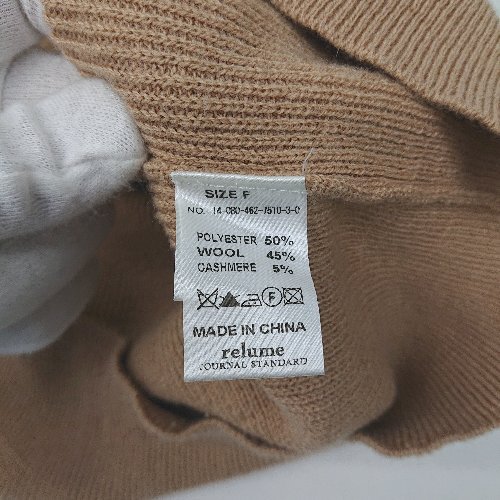 SIZE F
NO. 14-080-462-7510-3-0
POLYESTER 50%
WOOL 45%
CASHMERE 5%
F
MADE IN CHINA
relume
JOURNAL STANDARD